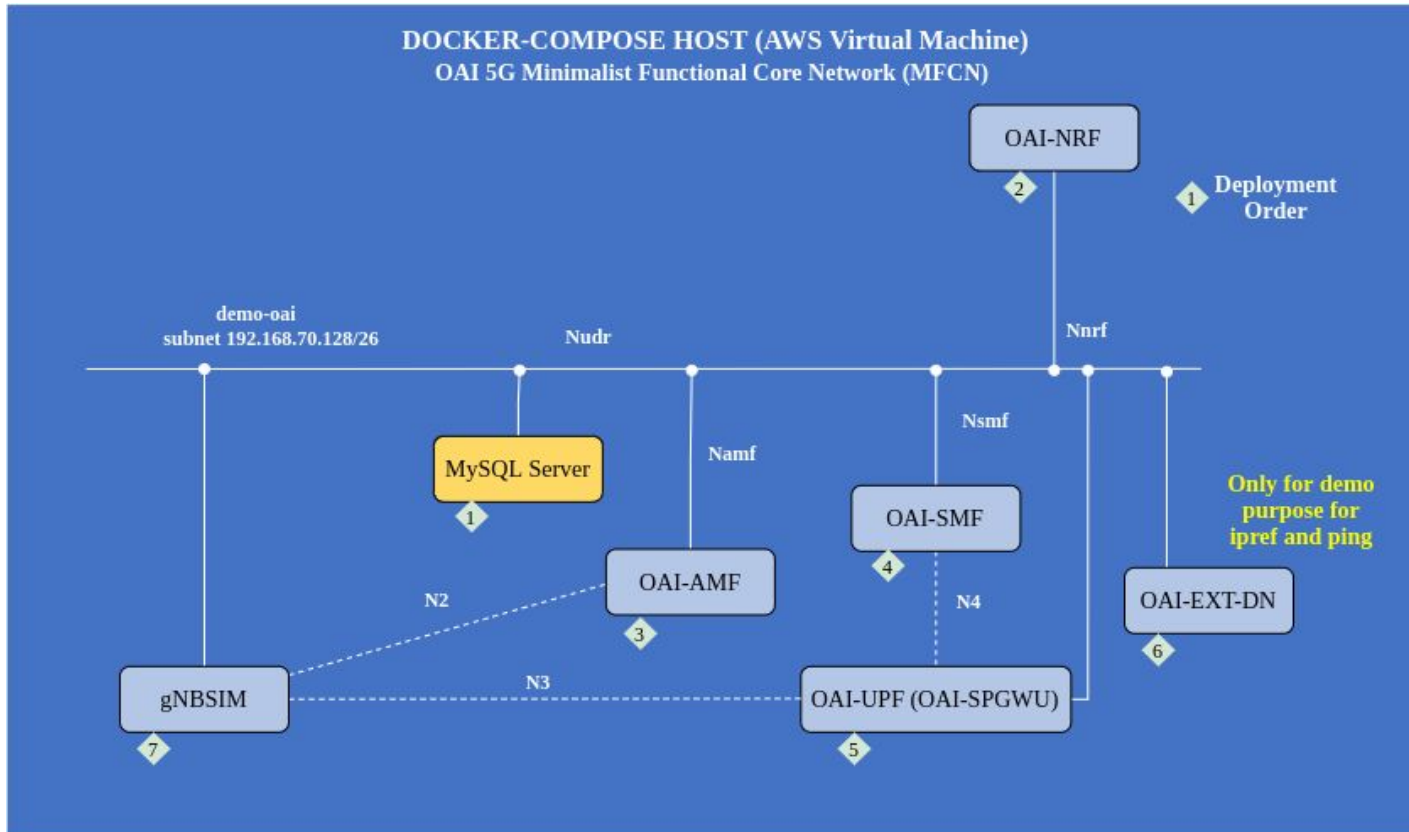 DOCKER-COMPOSE HOST (AWS Virtual Machine)
OAI 5G Minimalist Functional Core Network (MFCN)
OAI-NRF
2
1
Deployment
Order
demo-oai
subnet 192.168.70.128/26
Nudr
Nnrf
Nsmf
Namf
MySQL Server
1
OAI-SMF
4
Only for demo
purpose for
ipref and ping
OAI-AMF
3
N2
N4
OAI-EXT-DN
6
N3
gNBSIM
7
OAI-UPF (OAI-SPGWU)
5